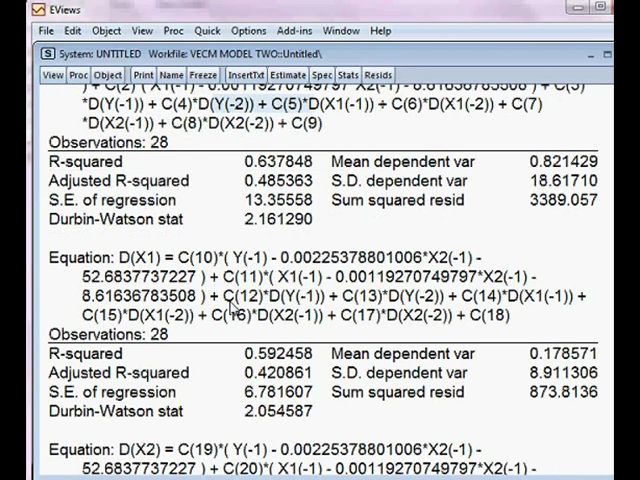 EViews
File Edit Object View Proc Quick Options Add-ins Window Help
System: UNTITLED Workfile: VECM MODEL TWO::Untitled\
View Proc Object Print Name Freeze InsertTxt Estimate Spec Stats Resids
*D(Y(-1)) + C(4)*D(Y(-2)) + C(5)*D(X1(-1)) + C(6)*D(X1(-2)) + C(7)
*D(X2(-1)) + C(8)*D(X2(-2)) + C(9)
Observations: 28
R-squared 0.637848 Mean dependent var 0.821429
Adjusted R-squared 0.485363 S.D. dependent var 18.61710
S.E. of regression 13.35558 Sum squared resid 3389.057
Durbin-Watson stat 2.161290
Equation: D(X1) = C(10)*( Y(-1) - 0.00225378801006*X2(-1) -
52.6837737227 ) + C(11)*( X1(-1) - 0.00119270749797*X2(-1) -
8.61636783508 ) + C(12)*D(Y(-1)) + C(13)*D(Y(-2)) + C(14)*D(X1(-1)) +
C(15)*D(X1(-2)) + C(16)*D(X2(-1)) + C(17)*D(X2(-2)) + C(18)
Observations: 28
R-squared 0.592458 Mean dependent var 0.178571
Adjusted R-squared 0.420861 S.D. dependent var 8.911306
S.E. of regression 6.781607 Sum squared resid 873.8136
Durbin-Watson stat 2.054587
Equation: D(X2) = C(19)*( Y(-1) - 0.00225378801006*X2(-1) -
52.6837737227 ) + C(20)*( X1(-1) - 0.00119270749797*X2(-1) -